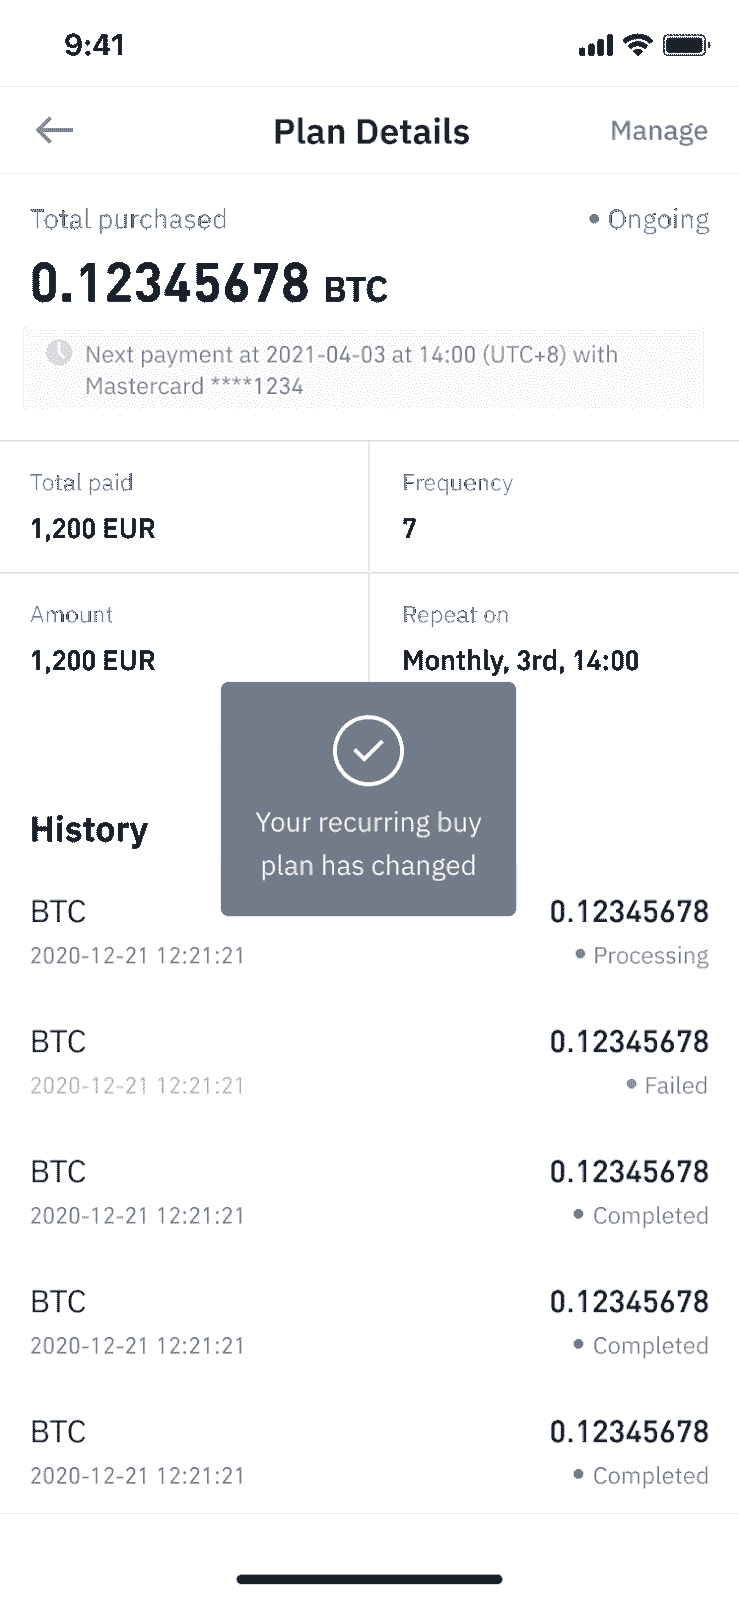 9:41
Plan Details
Manage
Total purchased
• Ongoing
0.12345678 BTC
Next payment at 2021-04-03 at 14:00 (UTC+8) with
Mastercard ****1234
Total paid
Frequency
1,200 EUR
7
Amount
Repeat on
1,200 EUR
Monthly, 3rd, 14:00
Your recurring buy
plan has changed
History
BTC
0.12345678
2020-12-21 12:21:21
• Processing
BTC
0.12345678
2020-12-21 12:21:21
• Failed
BTC
0.12345678
2020-12-21 12:21:21
• Completed
BTC
0.12345678
2020-12-21 12:21:21
• Completed
BTC
0.12345678
2020-12-21 12:21:21
• Completed